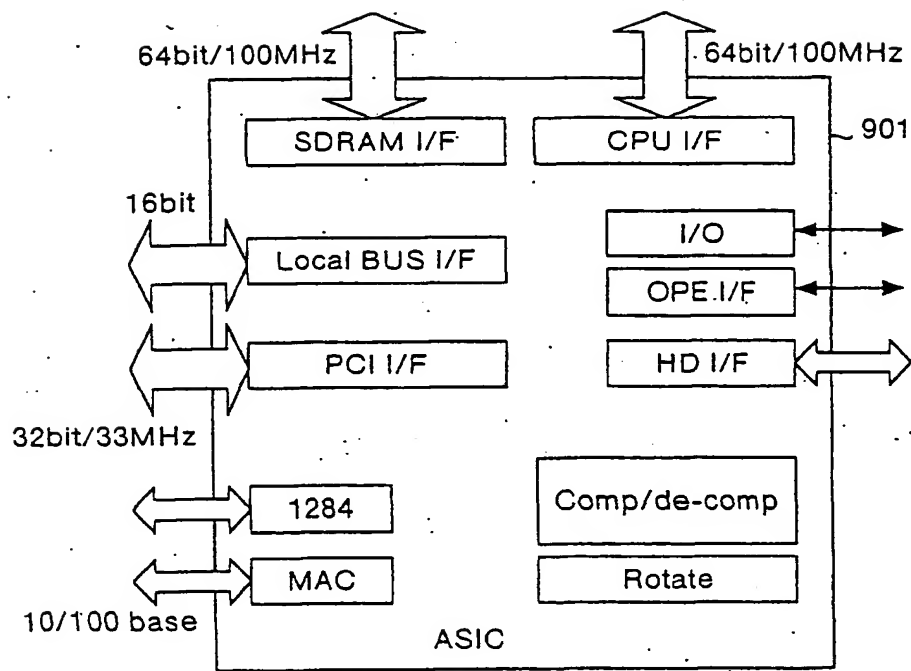 64bit/100MHz
64bit/100MHz
SDRAM I/F
CPU I/F
901
16bit
I/O
Local BUS I/F
OPE.I/F
PCI I/F
HD I/F
32bit/33MHz
1284
Comp/de-comp
MAC
Rotate
10/100 base
ASIC